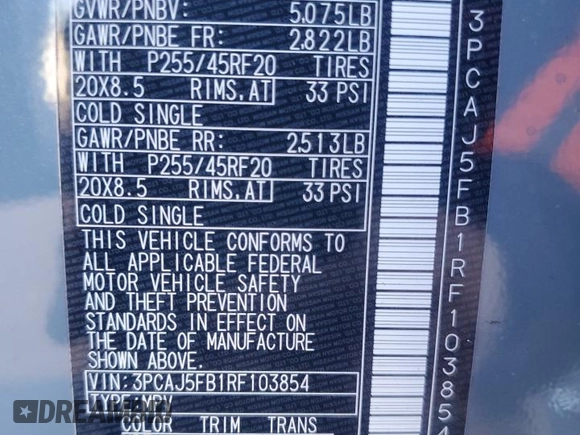 GVWR/PNBV: 5,075LB
GAWR/PNBE FR: 2,822LB
WITH P255/45RF20 TIRES
20X8.5 RIMS,AT 33 PSI
COLD SINGLE
GAWR/PNBE RR: 2,513LB
WITH P255/45RF20 TIRES
20X8.5 RIMS,AT 33 PSI
COLD SINGLE
THIS VEHICLE CONFORMS TO
ALL APPLICABLE FEDERAL
MOTOR VEHICLE SAFETY
AND THEFT PREVENTION
STANDARDS IN EFFECT ON
THE DATE OF MANUFACTURE
SHOWN ABOVE.
VIN: 3PCAJ5FB1RF103854
TYPE:MPV
COLOR TRIM TRANS
3PCAJ5FB1RF103854